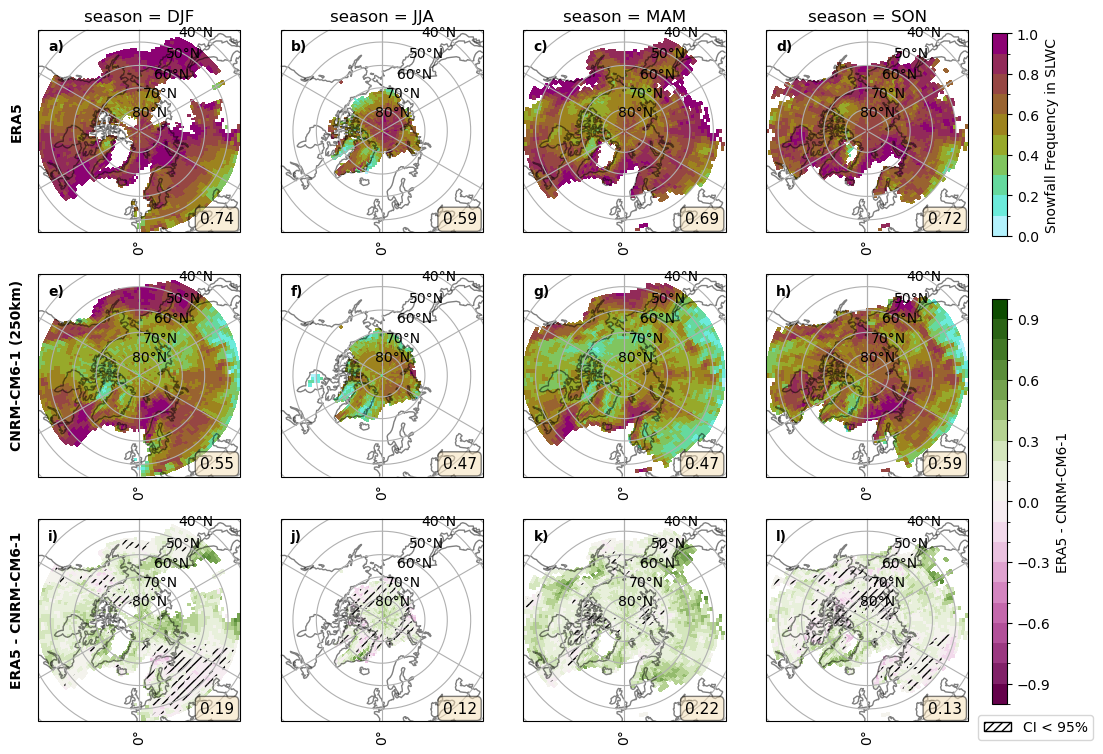 season = DJF
season = JJA
season = MAM
season = SON
ERA5
a)
40°N
50°N
60°N
70°N
80°N
0.74
0°
b)
40°N
50°N
60°N
70°N
80°N
0.59
0°
c)
40°N
50°N
60°N
70°N
80°N
0.69
0°
d)
40°N
50°N
60°N
70°N
80°N
0.72
0°
1.0
0.8
0.6
0.4
0.2
0.0
Snowfall Frequency in SLWC
CNRM-CM6-1 (250km)
e)
40°N
50°N
60°N
70°N
80°N
0.55
0°
f)
40°N
50°N
60°N
70°N
80°N
0.47
0°
g)
40°N
50°N
60°N
70°N
80°N
0.47
0°
h)
40°N
50°N
60°N
70°N
80°N
0.59
0°
ERA5 - CNRM-CM6-1
i)
40°N
50°N
60°N
70°N
80°N
0.19
0°
j)
40°N
50°N
60°N
70°N
80°N
0.12
0°
k)
40°N
50°N
60°N
70°N
80°N
0.22
0°
l)
40°N
50°N
60°N
70°N
80°N
0.13
0°
0.9
0.6
0.3
0.0
−0.3
−0.6
−0.9
ERA5 - CNRM-CM6-1
CI < 95%